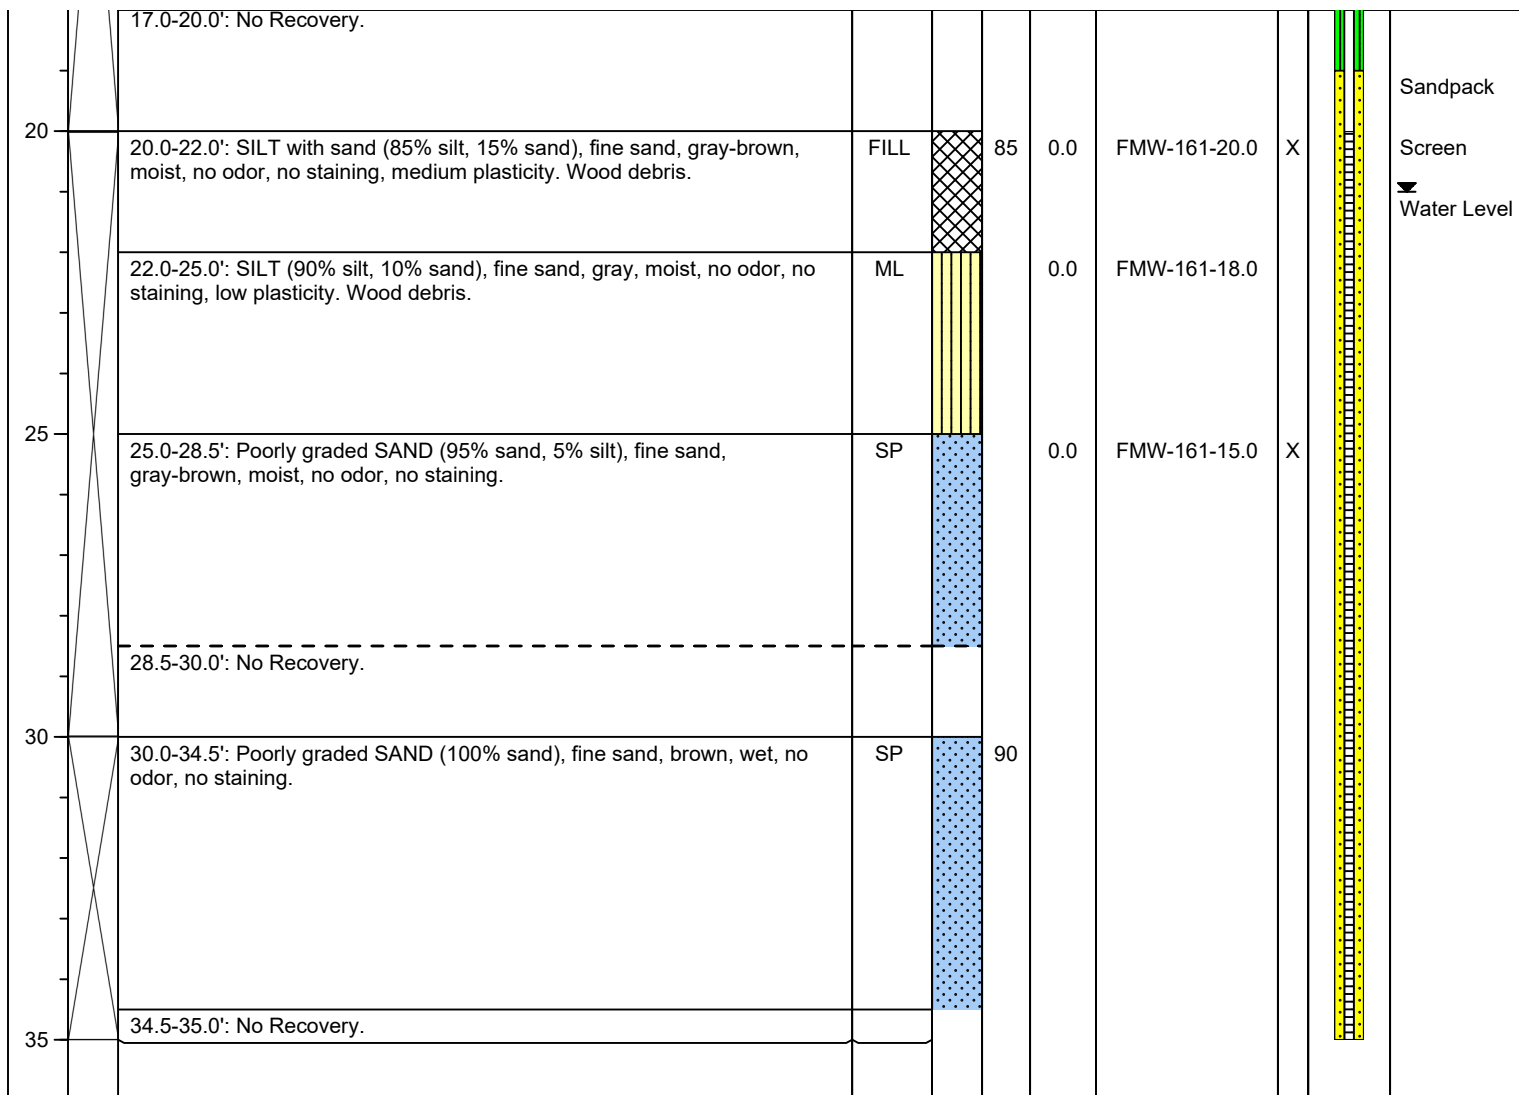 17.0-20.0': No Recovery.
Sandpack
20
20.0-22.0': SILT with sand (85% silt, 15% sand), fine sand, gray-brown,
moist, no odor, no staining, medium plasticity. Wood debris.
FILL
85
0.0
FMW-161-20.0
X
Screen
Water Level
22.0-25.0': SILT (90% silt, 10% sand), fine sand, gray, moist, no odor, no
staining, low plasticity. Wood debris.
ML
0.0
FMW-161-18.0
25
25.0-28.5': Poorly graded SAND (95% sand, 5% silt), fine sand,
gray-brown, moist, no odor, no staining.
SP
0.0
FMW-161-15.0
X
28.5-30.0': No Recovery.
30
30.0-34.5': Poorly graded SAND (100% sand), fine sand, brown, wet, no
odor, no staining.
SP
90
34.5-35.0': No Recovery.
35